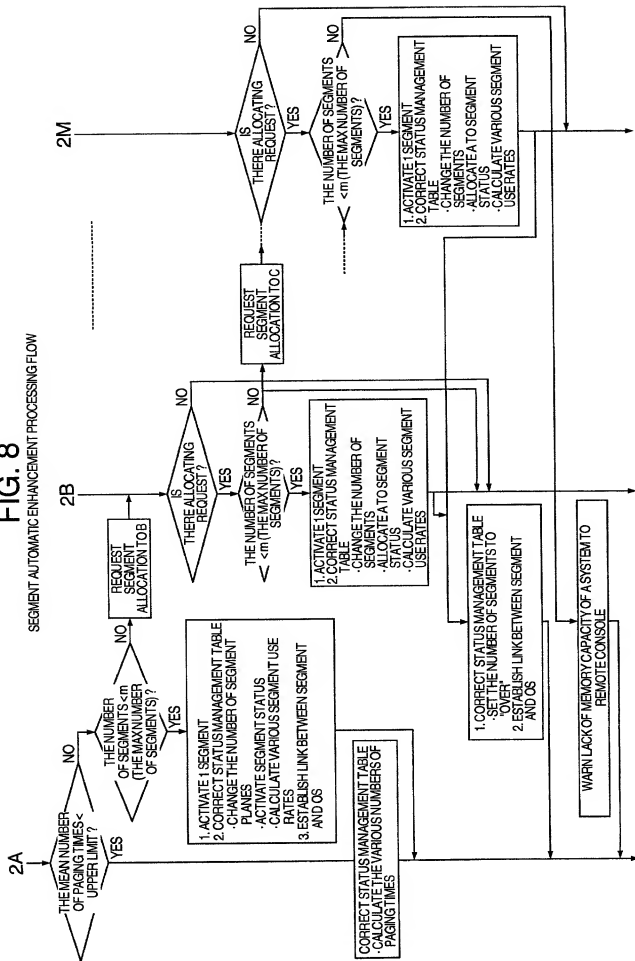 FIG. 8
SEGMENT AUTOMATIC ENHANCEMENT PROCESSING FLOW
2A
THE MEAN NUMBER
OF PAGING TIMES<
UPPER LIMIT ?
NO
YES
THE NUMBER
OF SEGMENTS <m
(THE MAX NUMBER
OF SEGMENTS) ?
NO
YES
1. ACTIVATE 1 SEGMENT
2. CORRECT STATUS MANAGEMENT TABLE
·CHANGE THE NUMBER OF SEGMENT
PLANES
·ACTIVATE SEGMENT STATUS
·CALCULATE VARIOUS SEGMENT USE
RATES
3. ESTABLISH LINK BETWEEN SEGMENT
AND OS
CORRECT STATUS MANAGEMENT TABLE
·CALCULATE THE VARIOUS NUMBERS OF
PAGING TIMES
REQUEST
SEGMENT
ALLOCATION TO B
2B
IS
THERE ALLOCATING
REQUEST ?
NO
YES
THE NUMBER OF SEGMENTS
<m (THE MAX NUMBER OF
SEGMENTS) ?
NO
YES
1. ACTIVATE 1 SEGMENT
2. CORRECT STATUS MANAGEMENT
TABLE
·CHANGE THE NUMBER OF
SEGMENTS
·ALLOCATE A TO SEGMENT
STATUS
·CALCULATE VARIOUS SEGMENT
USE RATES
1. CORRECT STATUS MANAGEMENT TABLE
·SET THE NUMBER OF SEGMENTS TO
"OVER"
2. ESTABLISH LINK BETWEEN SEGMENT
AND OS
WARN LACK OF MEMORY CAPACITY OF A SYSTEM TO
REMOTE CONSOLE
REQUEST
SEGMENT
ALLOCATION TO C
2M
IS
THERE ALLOCATING
REQUEST ?
NO
YES
THE NUMBER OF SEGMENTS
<m (THE MAX NUMBER OF
SEGMENTS) ?
NO
YES
1. ACTIVATE 1 SEGMENT
2. CORRECT STATUS MANAGEMENT
TABLE
·CHANGE THE NUMBER OF
SEGMENTS
·ALLOCATE A TO SEGMENT
STATUS
·CALCULATE VARIOUS SEGMENT
USE RATES